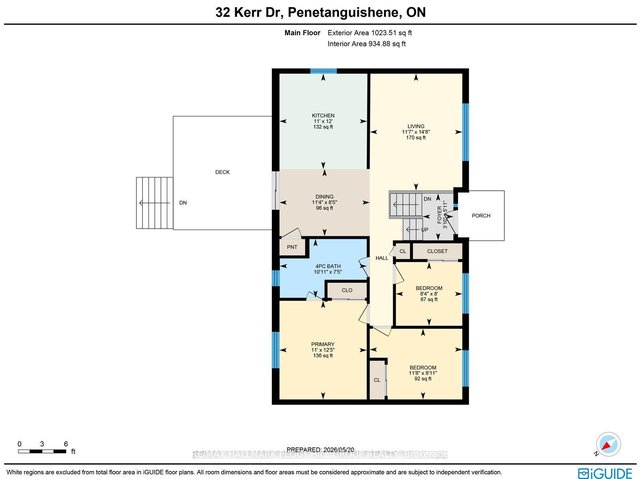 32 Kerr Dr, Penetanguishene, ON
Main Floor Exterior Area 1023.51 sq ft
Interior Area 934.88 sq ft
KITCHEN
11' x 12'
132 sq ft
LIVING
11'7" x 14'8"
170 sq ft
DECK
DN
DINING
11'4" x 8'5"
96 sq ft
DN
UP
FOYER
PORCH
PNT
HALL
CL
CLOSET
4PC BATH
10'11" x 7'5"
CLO
BEDROOM
8'4" x 8'
67 sq ft
PRIMARY
11' x 12'5"
136 sq ft
BEDROOM
11'8" x 8'11"
92 sq ft
CL
0 3 6
ft
PREPARED: 2026/05/20
N
White regions are excluded from total floor area in iGUIDE floor plans. All room dimensions and floor areas must be considered approximate and are subject to independent verification.
iGUIDE